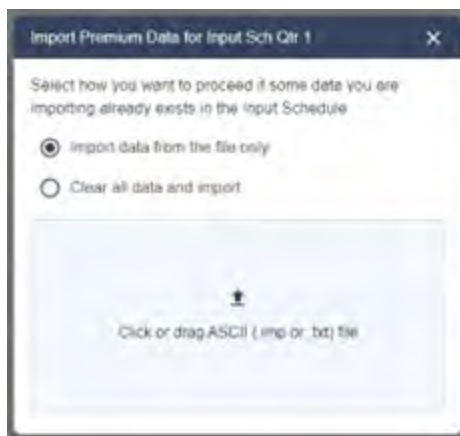 Import Premium Data for Input Sch Qtr 1
Select how you want to proceed if some data you are
importing already exists in the Input Schedule
Import data from the file only
Clear all data and import
Click or drag ASCII (.imp or .txt) file